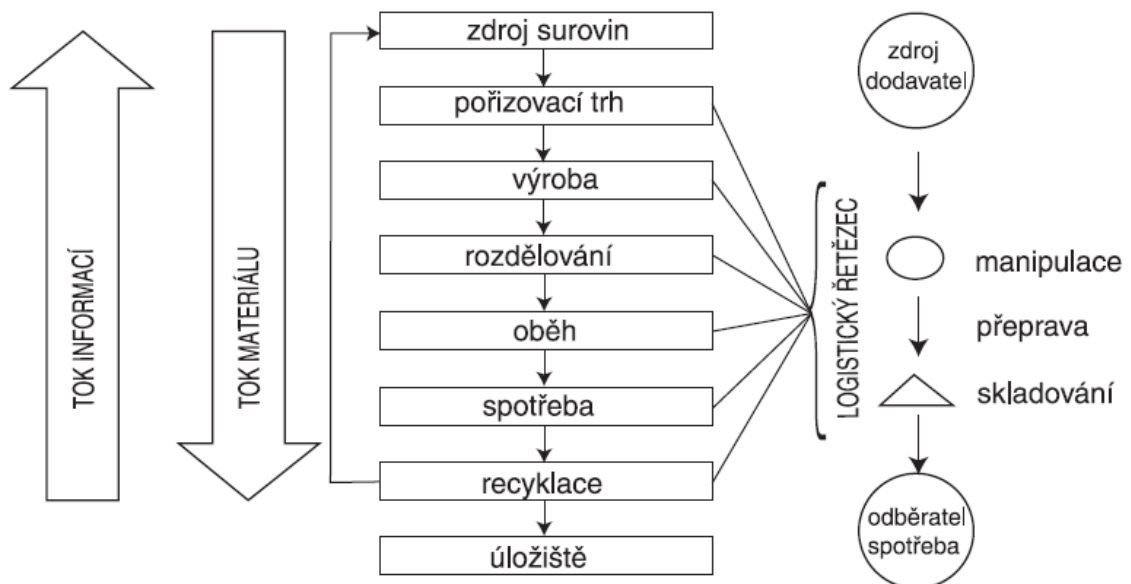 TOK INFORMACÍ
TOK MATERIÁLU
zdroj surovin
pořizovací trh
výroba
rozdělování
oběh
spotřeba
recyklace
úložiště
LOGISTICKÝ ŘETĚZEC
zdroj
dodavatel
manipulace
přeprava
skladování
odběratel
spotřeba